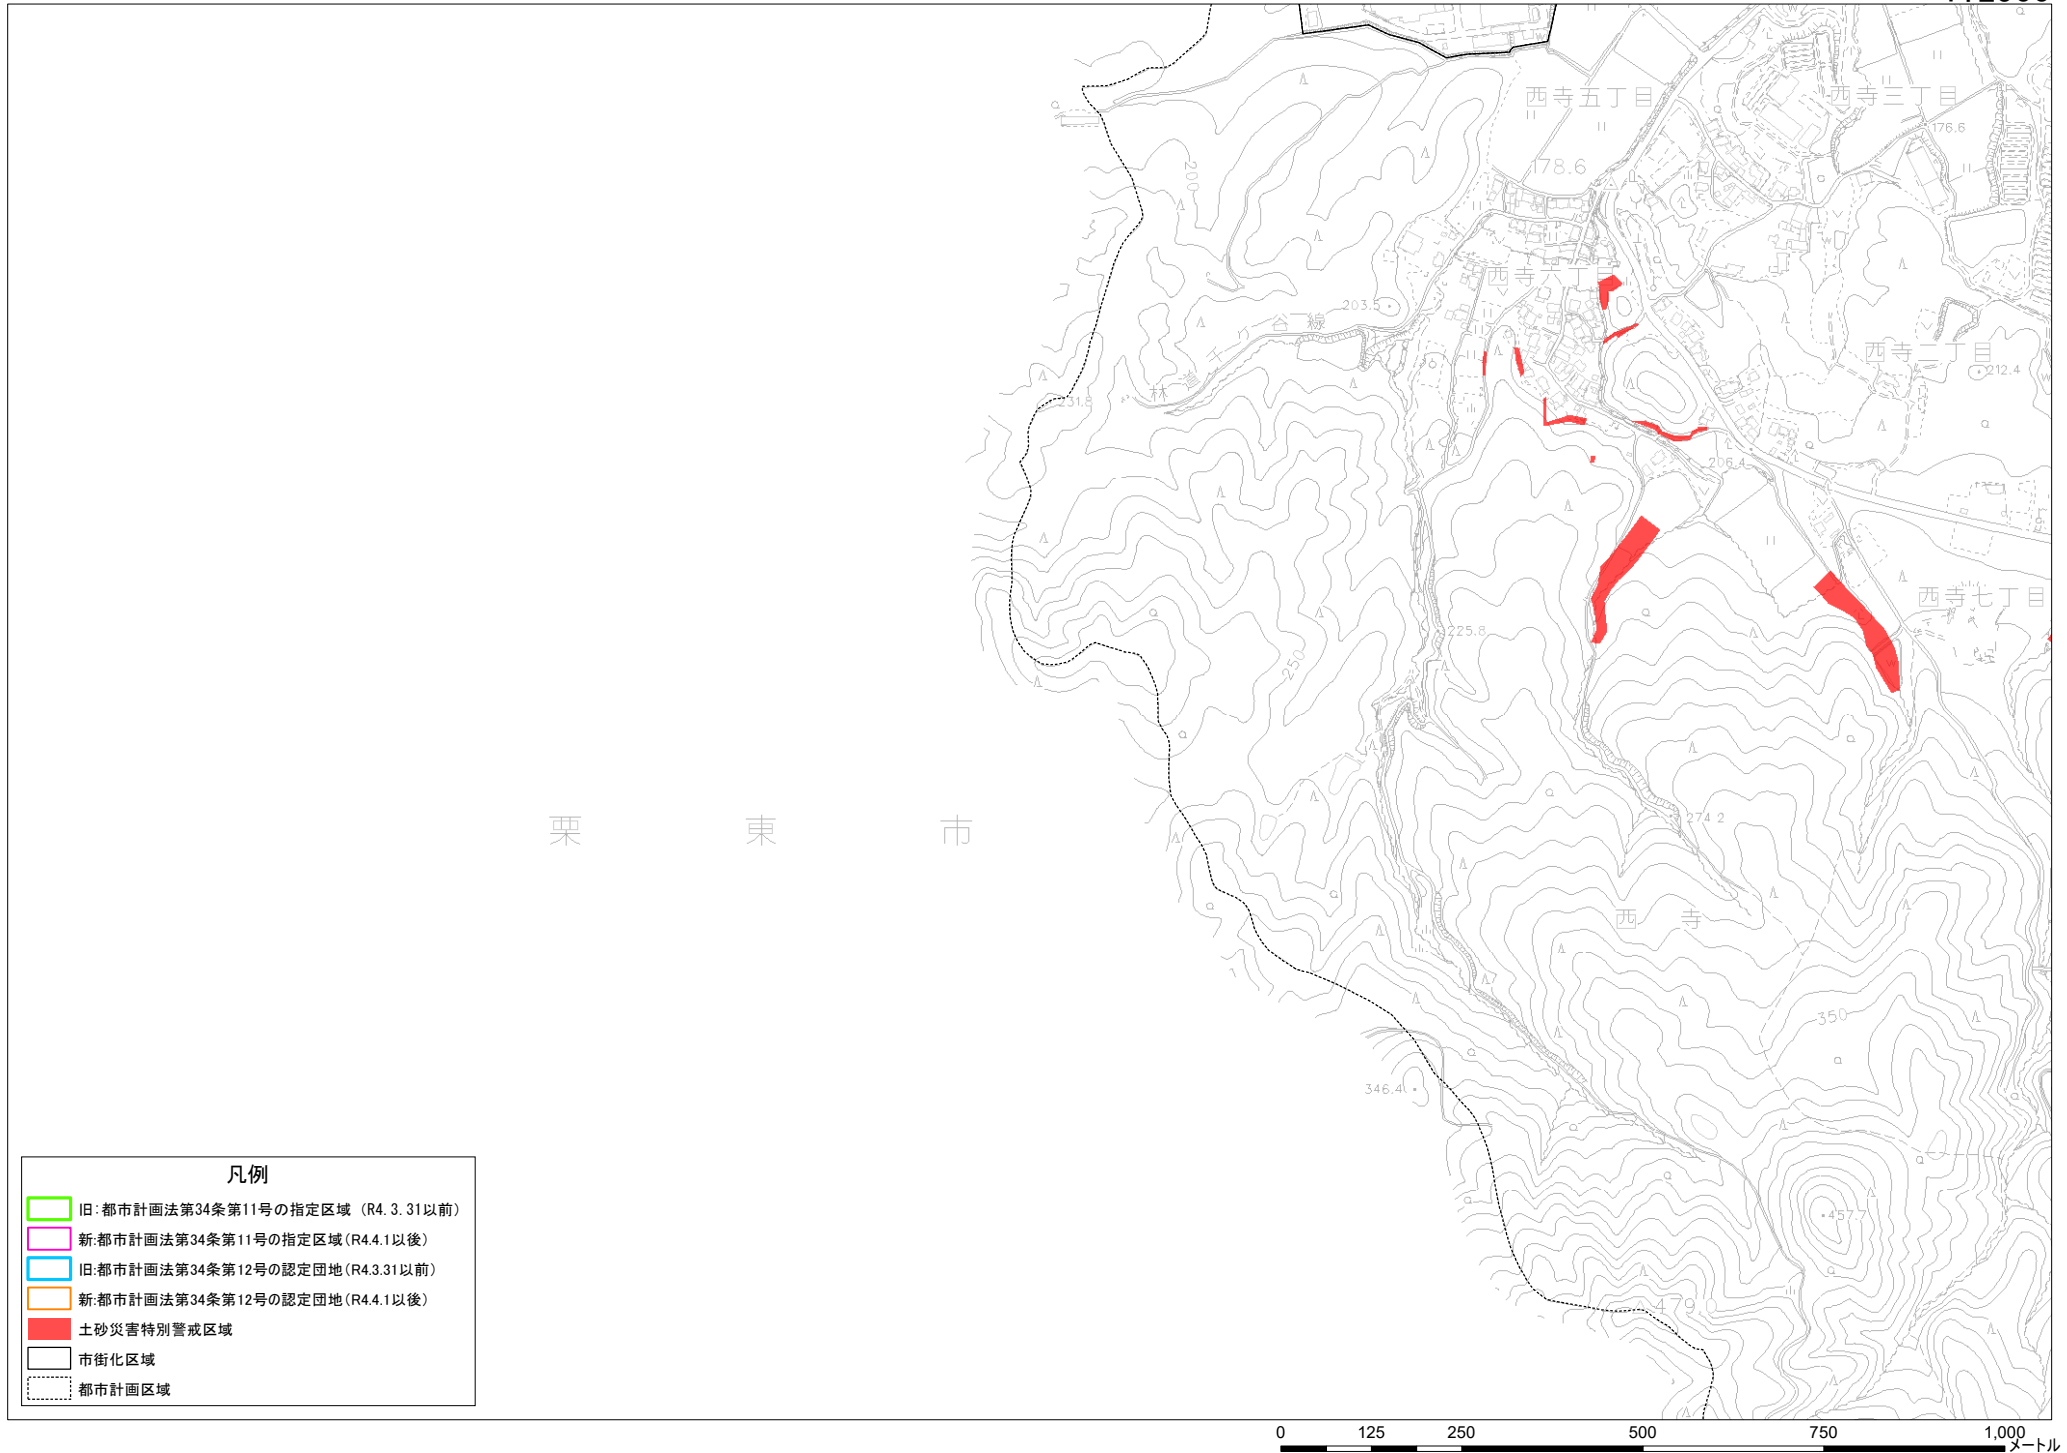 西寺五丁目
西寺三丁目
176.6
200
178.6
西寺六丁目
203.5
林道千り谷線
西寺二丁目
212.4
231.8
206.4
西寺七丁目
225.8
250
栗東市
274.2
西寺
350
346.4
457.7
479.0
凡例
旧:都市計画法第34条第11号の指定区域 (R4.3.31以前)
新:都市計画法第34条第11号の指定区域(R4.4.1以後)
旧:都市計画法第34条第12号の認定団地(R4.3.31以前)
新:都市計画法第34条第12号の認定団地(R4.4.1以後)
土砂災害特別警戒区域
市街化区域
都市計画区域
0 125 250 500 750 1,000
メートル